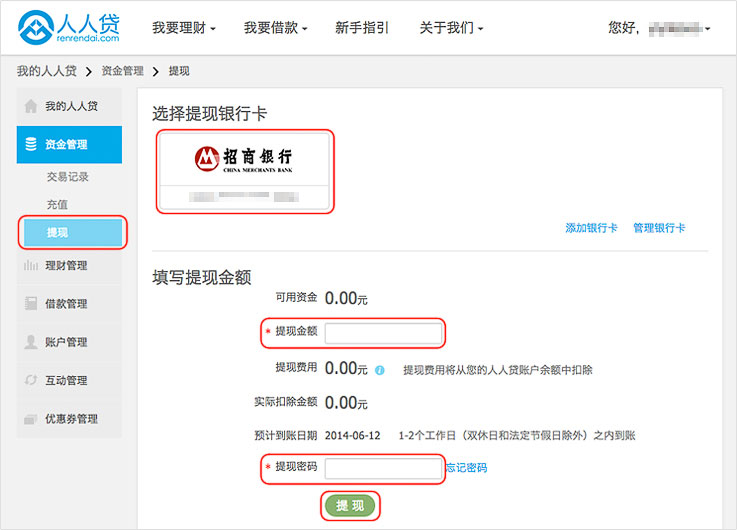 人人贷
renrendai.com
我要理财 我要借款 新手指引 关于我们 您好,
我的人人贷 资金管理 提现
我的人人贷
资金管理
交易记录
充值
提现
理财管理
借款管理
账户管理
互动管理
优惠券管理
选择提现银行卡
招商银行
CHINA MERCHANTS BANK
添加银行卡 管理银行卡
填写提现金额
可用资金 0.00元
* 提现金额
提现费用 0.00元 i 提现费用将从您的人人贷账户余额中扣除
实际扣除金额 0.00元
预计到账日期 2014-06-12 1-2个工作日（双休日和法定节假日除外）之内到账
* 提现密码 忘记密码
提 现